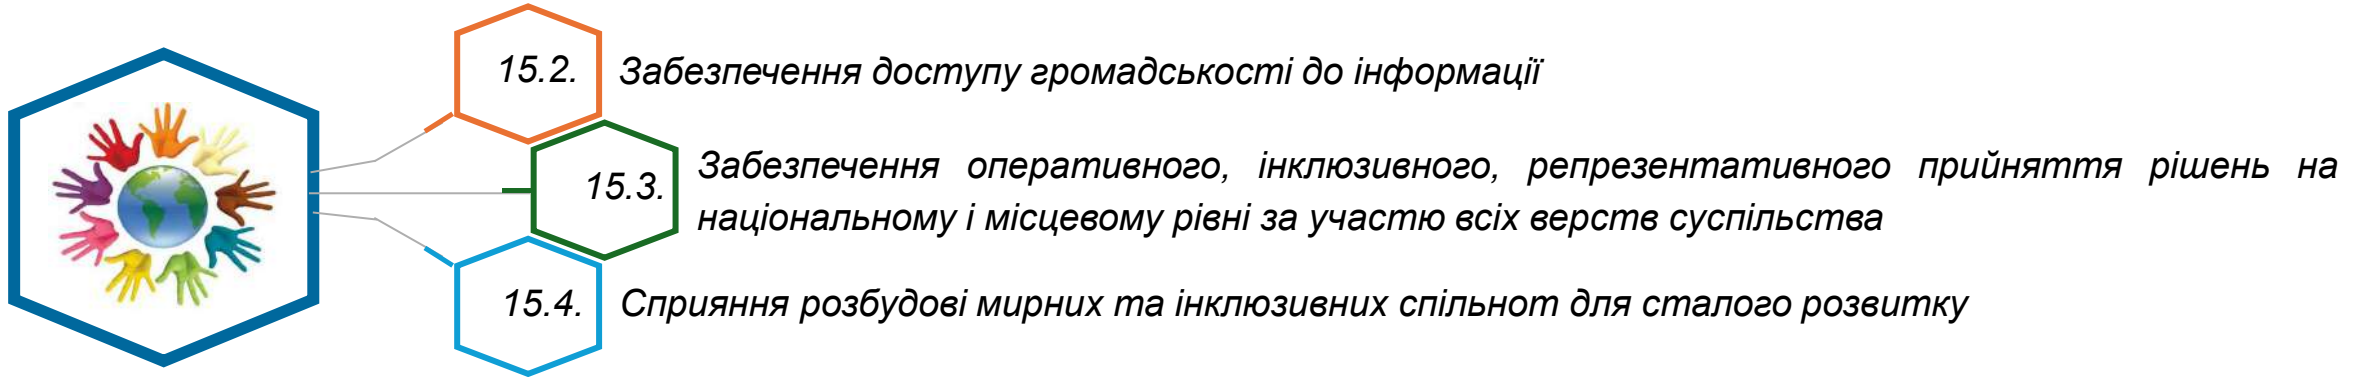 15.2. Забезпечення доступу громадськості до інформації
15.3. Забезпечення оперативного, інклюзивного, репрезентативного прийняття рішень на
національному і місцевому рівні за участю всіх верств суспільства
15.4. Сприяння розбудові мирних та інклюзивних спільнот для сталого розвитку